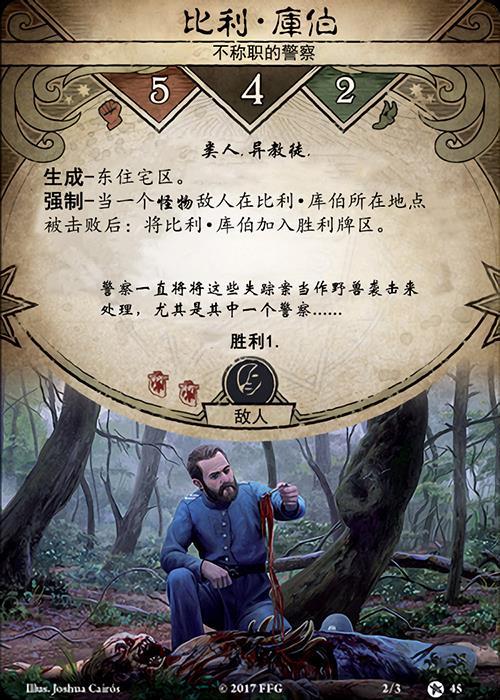 比利·庫伯
不称职的警察
5 4 2
类人.异教徒.
生成–东住宅区。
强制–当一个怪物敌人在比利·库伯所在地点
被击败后：将比利·库伯加入胜利牌区。
警察一直将将这些失踪案当作野兽袭击来
处理，尤其是其中一个警察……
胜利1.
敌人
Illus. Joshua Cairós © 2017 FFG 2/3 45